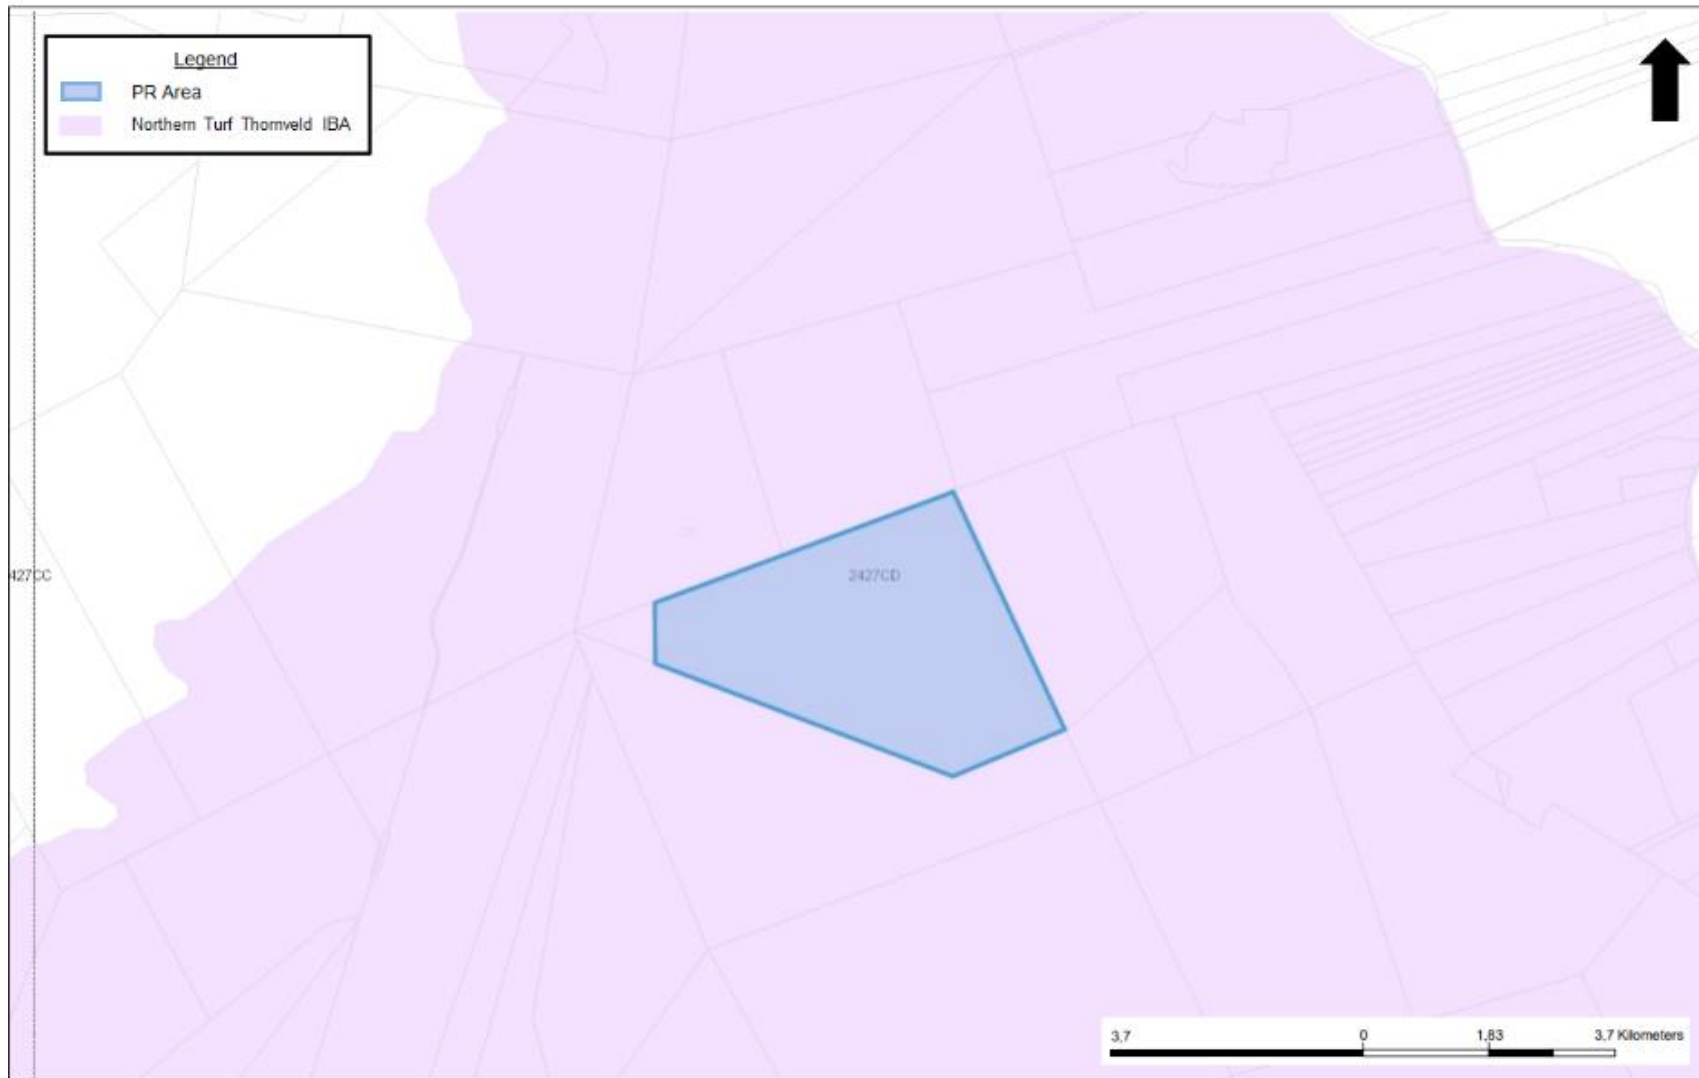 Legend
PR Area
Northern Turf Thornveld IBA
427CC
2427CD
3,7 0 1,83 3,7 Kilometers